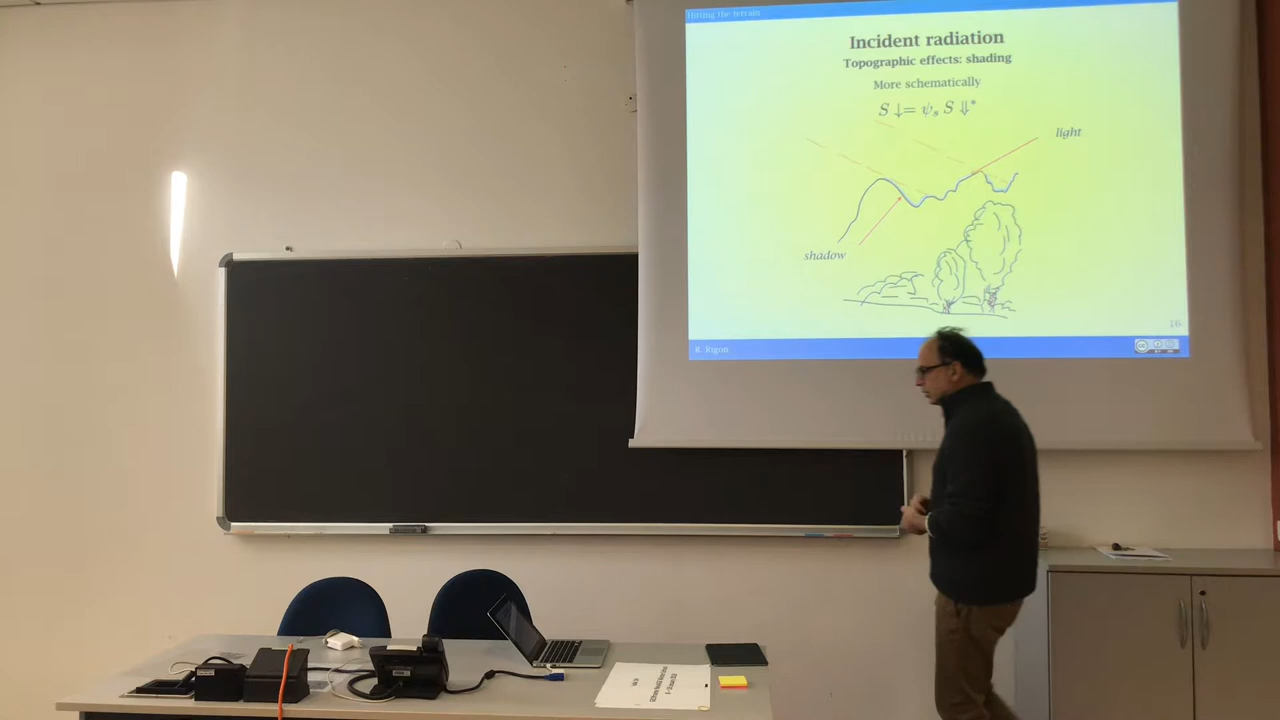 Hitting the terrain
Incident radiation
Topographic effects: shading
More schematically
S ↓= ψₛ S ⇓*
light
shadow
16
R. Rigon